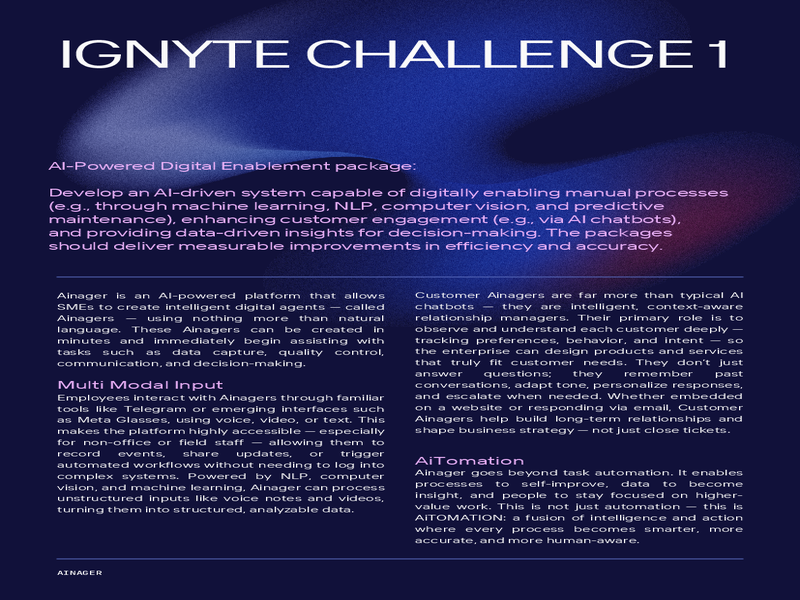 IGNYTE CHALLENGE 1
AI-Powered Digital Enablement package:
Develop an AI-driven system capable of digitally enabling manual processes
(e.g., through machine learning, NLP, computer vision, and predictive
maintenance), enhancing customer engagement (e.g., via AI chatbots),
and providing data-driven insights for decision-making. The packages
should deliver measurable improvements in efficiency and accuracy.
Ainager is an AI-powered platform that allows
SMEs to create intelligent digital agents — called
Ainagers — using nothing more than natural
language. These Ainagers can be created in
minutes and immediately begin assisting with
tasks such as data capture, quality control,
communication, and decision-making.
Multi Modal Input
Employees interact with Ainagers through familiar
tools like Telegram or emerging interfaces such
as Meta Glasses, using voice, video, or text. This
makes the platform highly accessible — especially
for non-office or field staff — allowing them to
record events, share updates, or trigger
automated workflows without needing to log into
complex systems. Powered by NLP, computer
vision, and machine learning, Ainager can process
unstructured inputs like voice notes and videos,
turning them into structured, analyzable data.
Customer Ainagers are far more than typical AI
chatbots — they are intelligent, context-aware
relationship managers. Their primary role is to
observe and understand each customer deeply —
tracking preferences, behavior, and intent — so
the enterprise can design products and services
that truly fit customer needs. They don't just
answer questions; they remember past
conversations, adapt tone, personalize responses,
and escalate when needed. Whether embedded
on a website or responding via email, Customer
Ainagers help build long-term relationships and
shape business strategy — not just close tickets.
AiTomation
Ainager goes beyond task automation. It enables
processes to self-improve, data to become
insight, and people to stay focused on higher-
value work. This is not just automation — this is
AiTOMATION: a fusion of intelligence and action
where every process becomes smarter, more
accurate, and more human-aware.
AINAGER